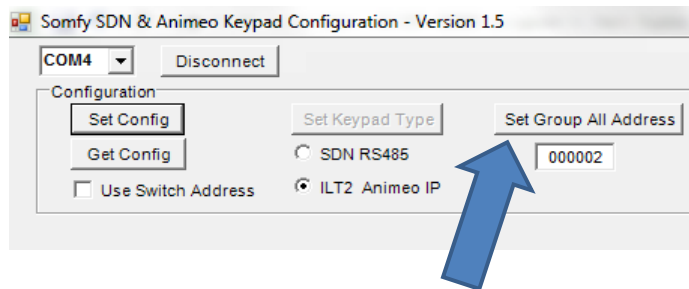 Somfy SDN & Animeo Keypad Configuration - Version 1.5
COM4 Disconnect
Configuration
Set Config Set Keypad Type Set Group All Address
Get Config SDN RS485 000002
Use Switch Address ILT2 Animeo IP